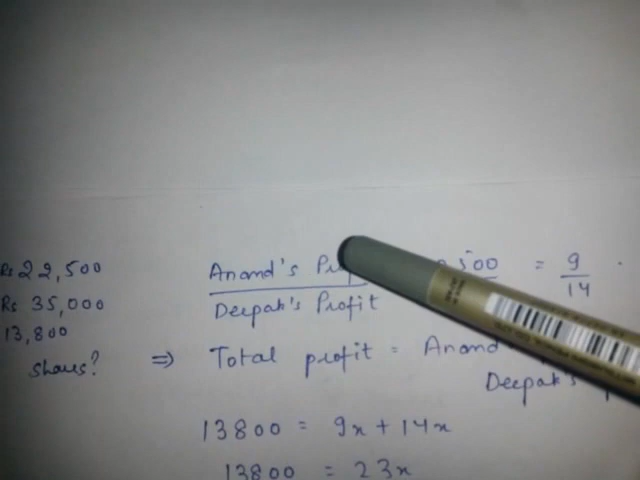 Rs 22,500
Rs 35,000
13,800
shares?
Anand's
Deepak's Profit
500 = 9/14
⇒ Total profit = Anand
Deepak's
13800 = 9x + 14x
13800 = 23x